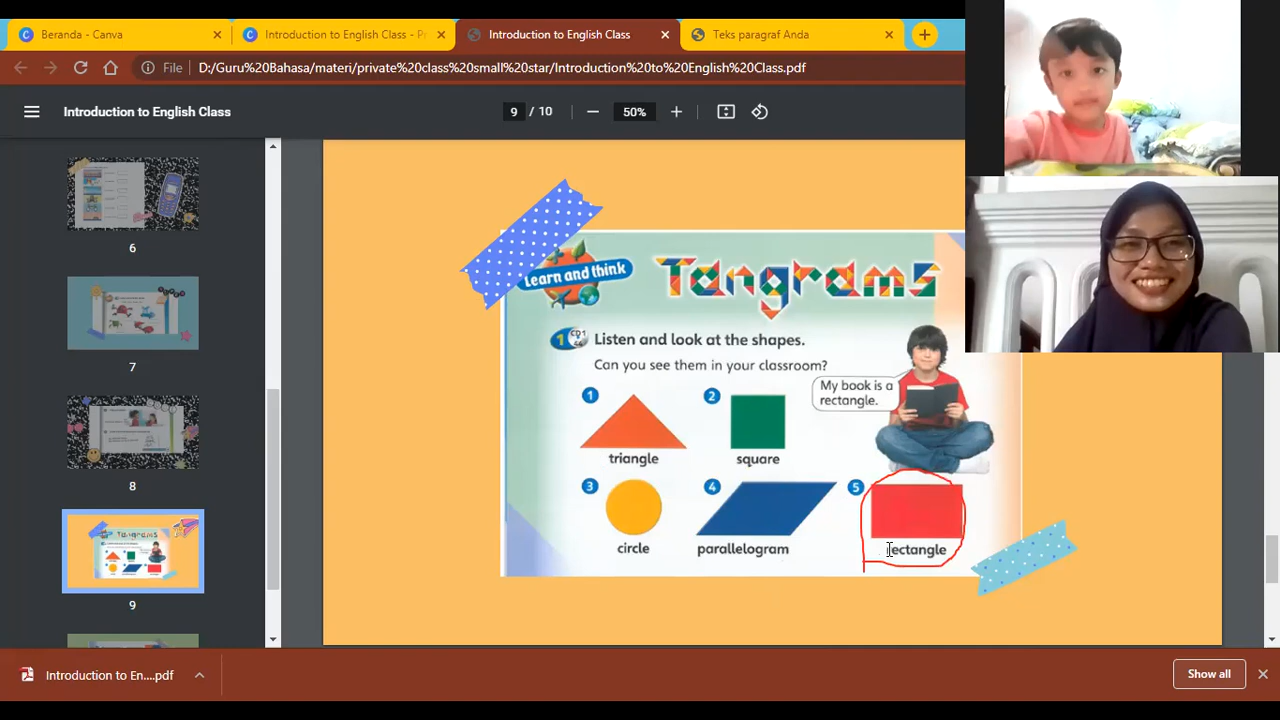 Beranda - Canva
Introduction to English Class - Pr
Introduction to English Class
Teks paragraf Anda
File D:/Guru%20Bahasa/materi/private%20class%20small%20star/Introduction%20to%20English%20Class.pdf
Introduction to English Class
9 / 10
50%
6
7
8
9
Learn and think
Tangrams
1 CD1
Listen and look at the shapes.
Can you see them in your classroom?
My book is a
rectangle.
1
triangle
2
square
3
circle
4
parallelogram
5
rectangle
Introduction to En....pdf
Show all